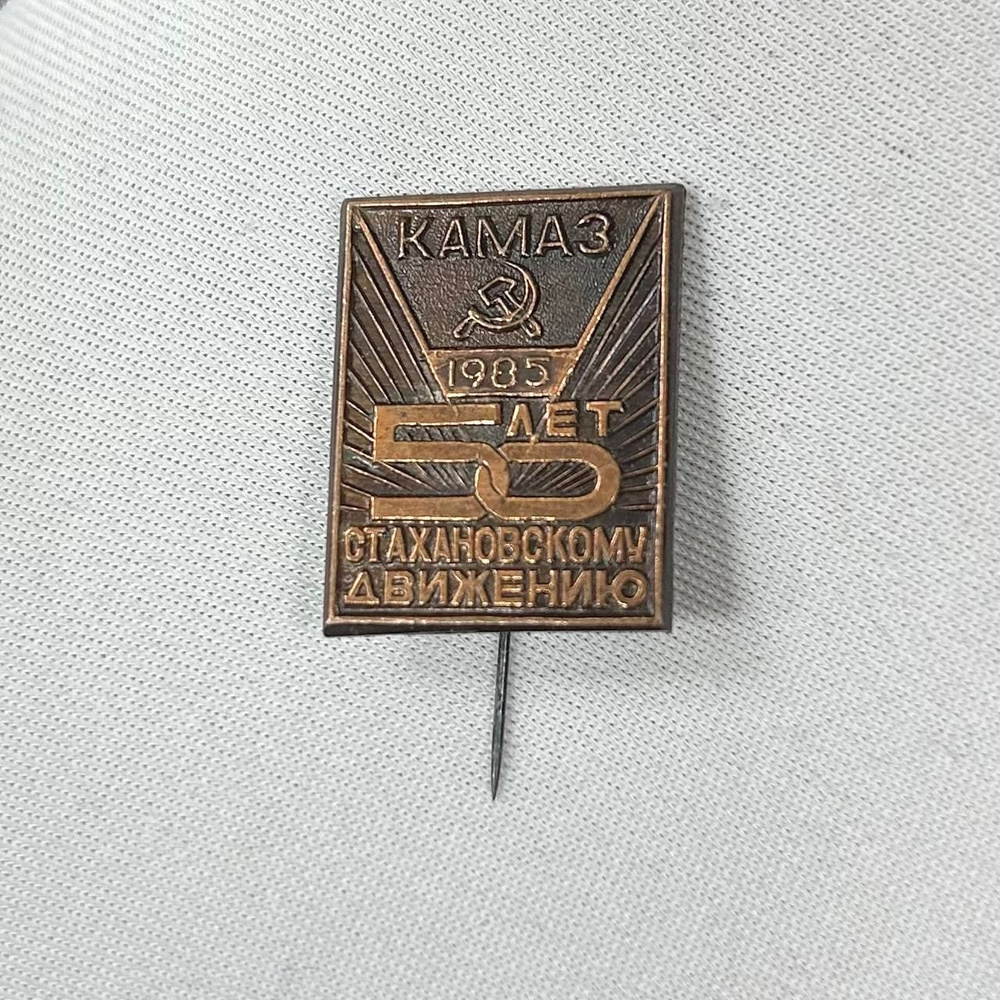 КАМАЗ
1985
50 ЛЕТ
СТАХАНОВСКОМУ
ДВИЖЕНИЮ